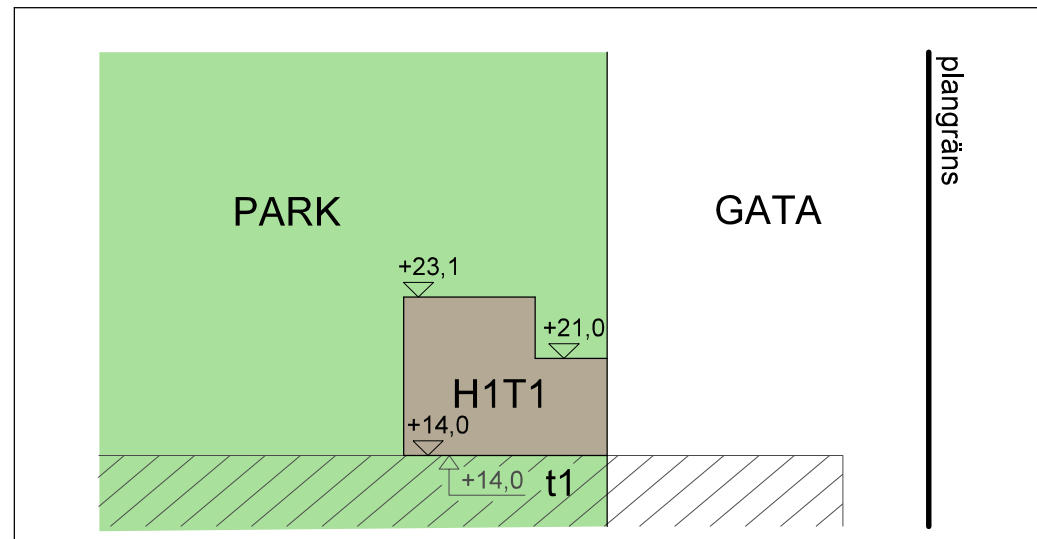 plangräns
PARK
GATA
+23,1
+21,0
H1T1
+14,0
+14,0
t1